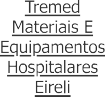 Tremed
Materiais E
Equipamentos
Hospitalares
Eireli